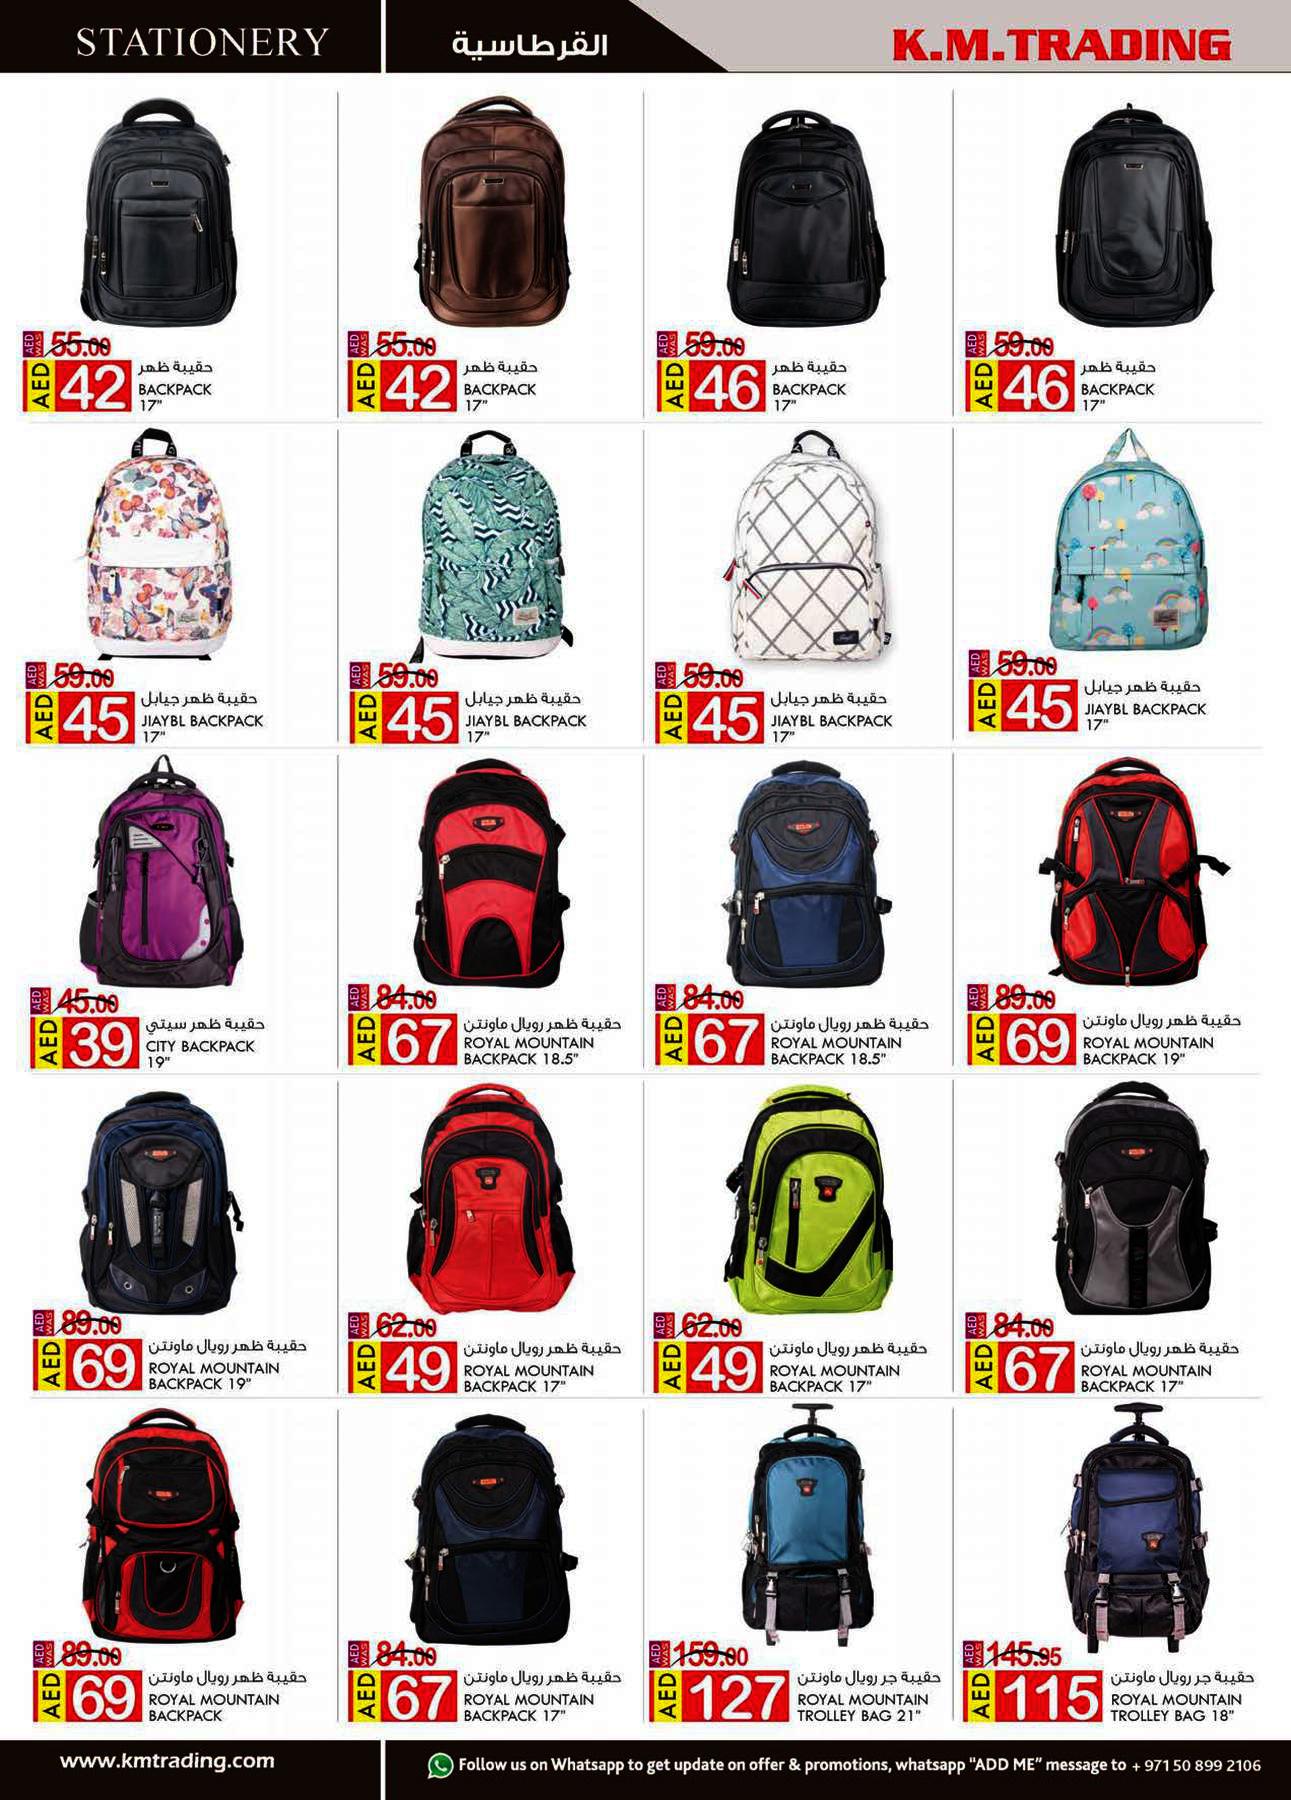 STATIONERY
القرطاسية
K.M.TRADING
AED WAS 55.00
AED 42
حقيبة ظهر
BACKPACK
17"
AED WAS 55.00
AED 42
حقيبة ظهر
BACKPACK
17"
AED WAS 59.00
AED 46
حقيبة ظهر
BACKPACK
17"
AED WAS 59.00
AED 46
حقيبة ظهر
BACKPACK
17"
AED WAS 59.00
AED 45
حقيبة ظهر جيابل
JIAYBL BACKPACK
17"
AED WAS 59.00
AED 45
حقيبة ظهر جيابل
JIAYBL BACKPACK
17"
AED WAS 59.00
AED 45
حقيبة ظهر جيابل
JIAYBL BACKPACK
17"
AED WAS 59.00
AED 45
حقيبة ظهر جيابل
JIAYBL BACKPACK
17"
AED WAS 45.00
AED 39
حقيبة ظهر سيتي
CITY BACKPACK
19"
AED WAS 84.00
AED 67
حقيبة ظهر رويال ماونتن
ROYAL MOUNTAIN
BACKPACK 18.5"
AED WAS 84.00
AED 67
حقيبة ظهر رويال ماونتن
ROYAL MOUNTAIN
BACKPACK 18.5"
AED WAS 89.00
AED 69
حقيبة ظهر رويال ماونتن
ROYAL MOUNTAIN
BACKPACK 19"
AED WAS 89.00
AED 69
حقيبة ظهر رويال ماونتن
ROYAL MOUNTAIN
BACKPACK 19"
AED WAS 62.00
AED 49
حقيبة ظهر رويال ماونتن
ROYAL MOUNTAIN
BACKPACK 17"
AED WAS 62.00
AED 49
حقيبة ظهر رويال ماونتن
ROYAL MOUNTAIN
BACKPACK 17"
AED WAS 84.00
AED 67
حقيبة ظهر رويال ماونتن
ROYAL MOUNTAIN
BACKPACK 17"
AED WAS 89.00
AED 69
حقيبة ظهر رويال ماونتن
ROYAL MOUNTAIN
BACKPACK
AED WAS 84.00
AED 67
حقيبة ظهر رويال ماونتن
ROYAL MOUNTAIN
BACKPACK 17"
AED WAS 159.00
AED 127
حقيبة جر رويال ماونتن
ROYAL MOUNTAIN
TROLLEY BAG 21"
AED WAS 145.95
AED 115
حقيبة جر رويال ماونتن
ROYAL MOUNTAIN
TROLLEY BAG 18"
www.kmtrading.com
Follow us on Whatsapp to get update on offer & promotions, whatsapp "ADD ME" message to + 971 50 899 2106